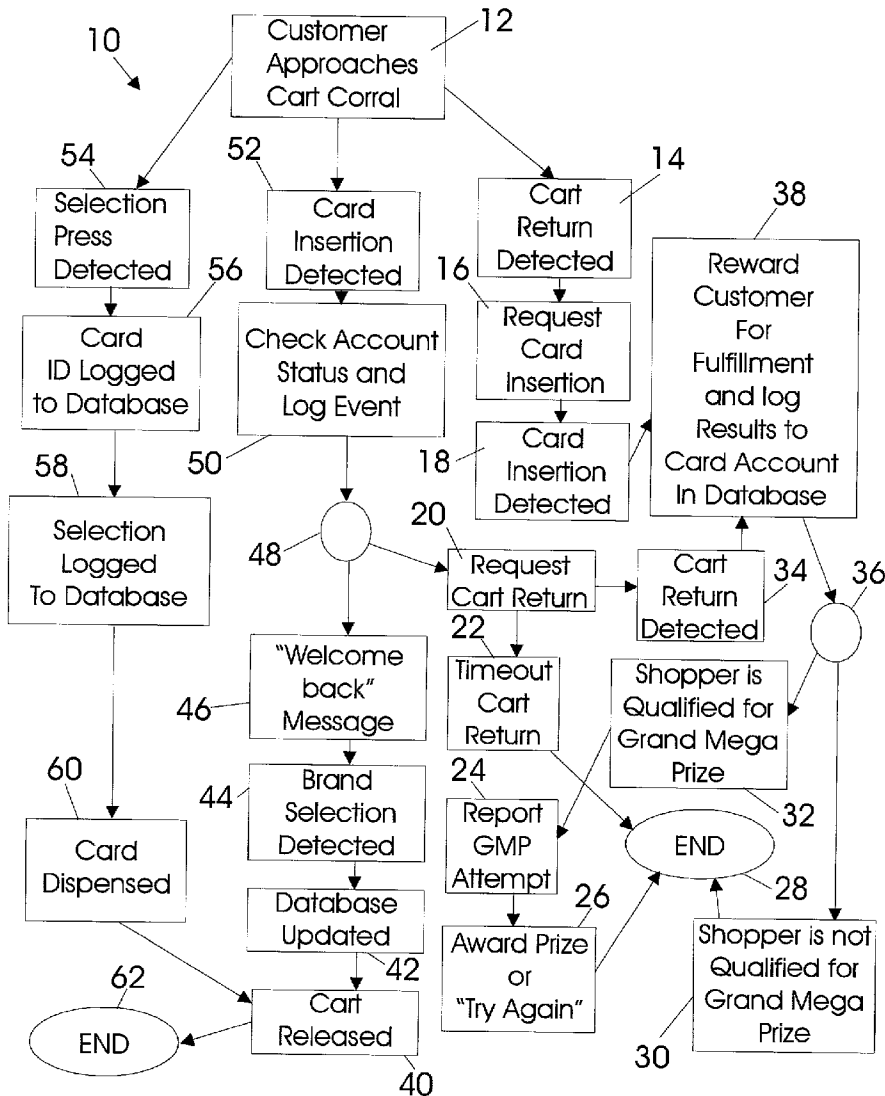 10
Customer
Approaches
Cart Corral
12
54
Selection
Press
Detected
52
Card
Insertion
Detected
14
Cart
Return
Detected
38
Reward
Customer
For
Fulfillment
and log
Results to
Card Account
In Database
56
Card
ID Logged
to Database
Check Account
Status and
Log Event
50
16
Request
Card
Insertion
18
Card
Insertion
Detected
58
Selection
Logged
To Database
48
20
Request
Cart Return
Cart
Return
Detected
34
36
22
Timeout
Cart
Return
"Welcome
back"
Message
46
Shopper is
Qualified for
Grand Mega
Prize
32
44
Brand
Selection
Detected
24
Report
GMP
Attempt
END
28
60
Card
Dispensed
Database
Updated
42
26
Award Prize
or
"Try Again"
Shopper is not
Qualified for
Grand Mega
Prize
30
62
END
Cart
Released
40